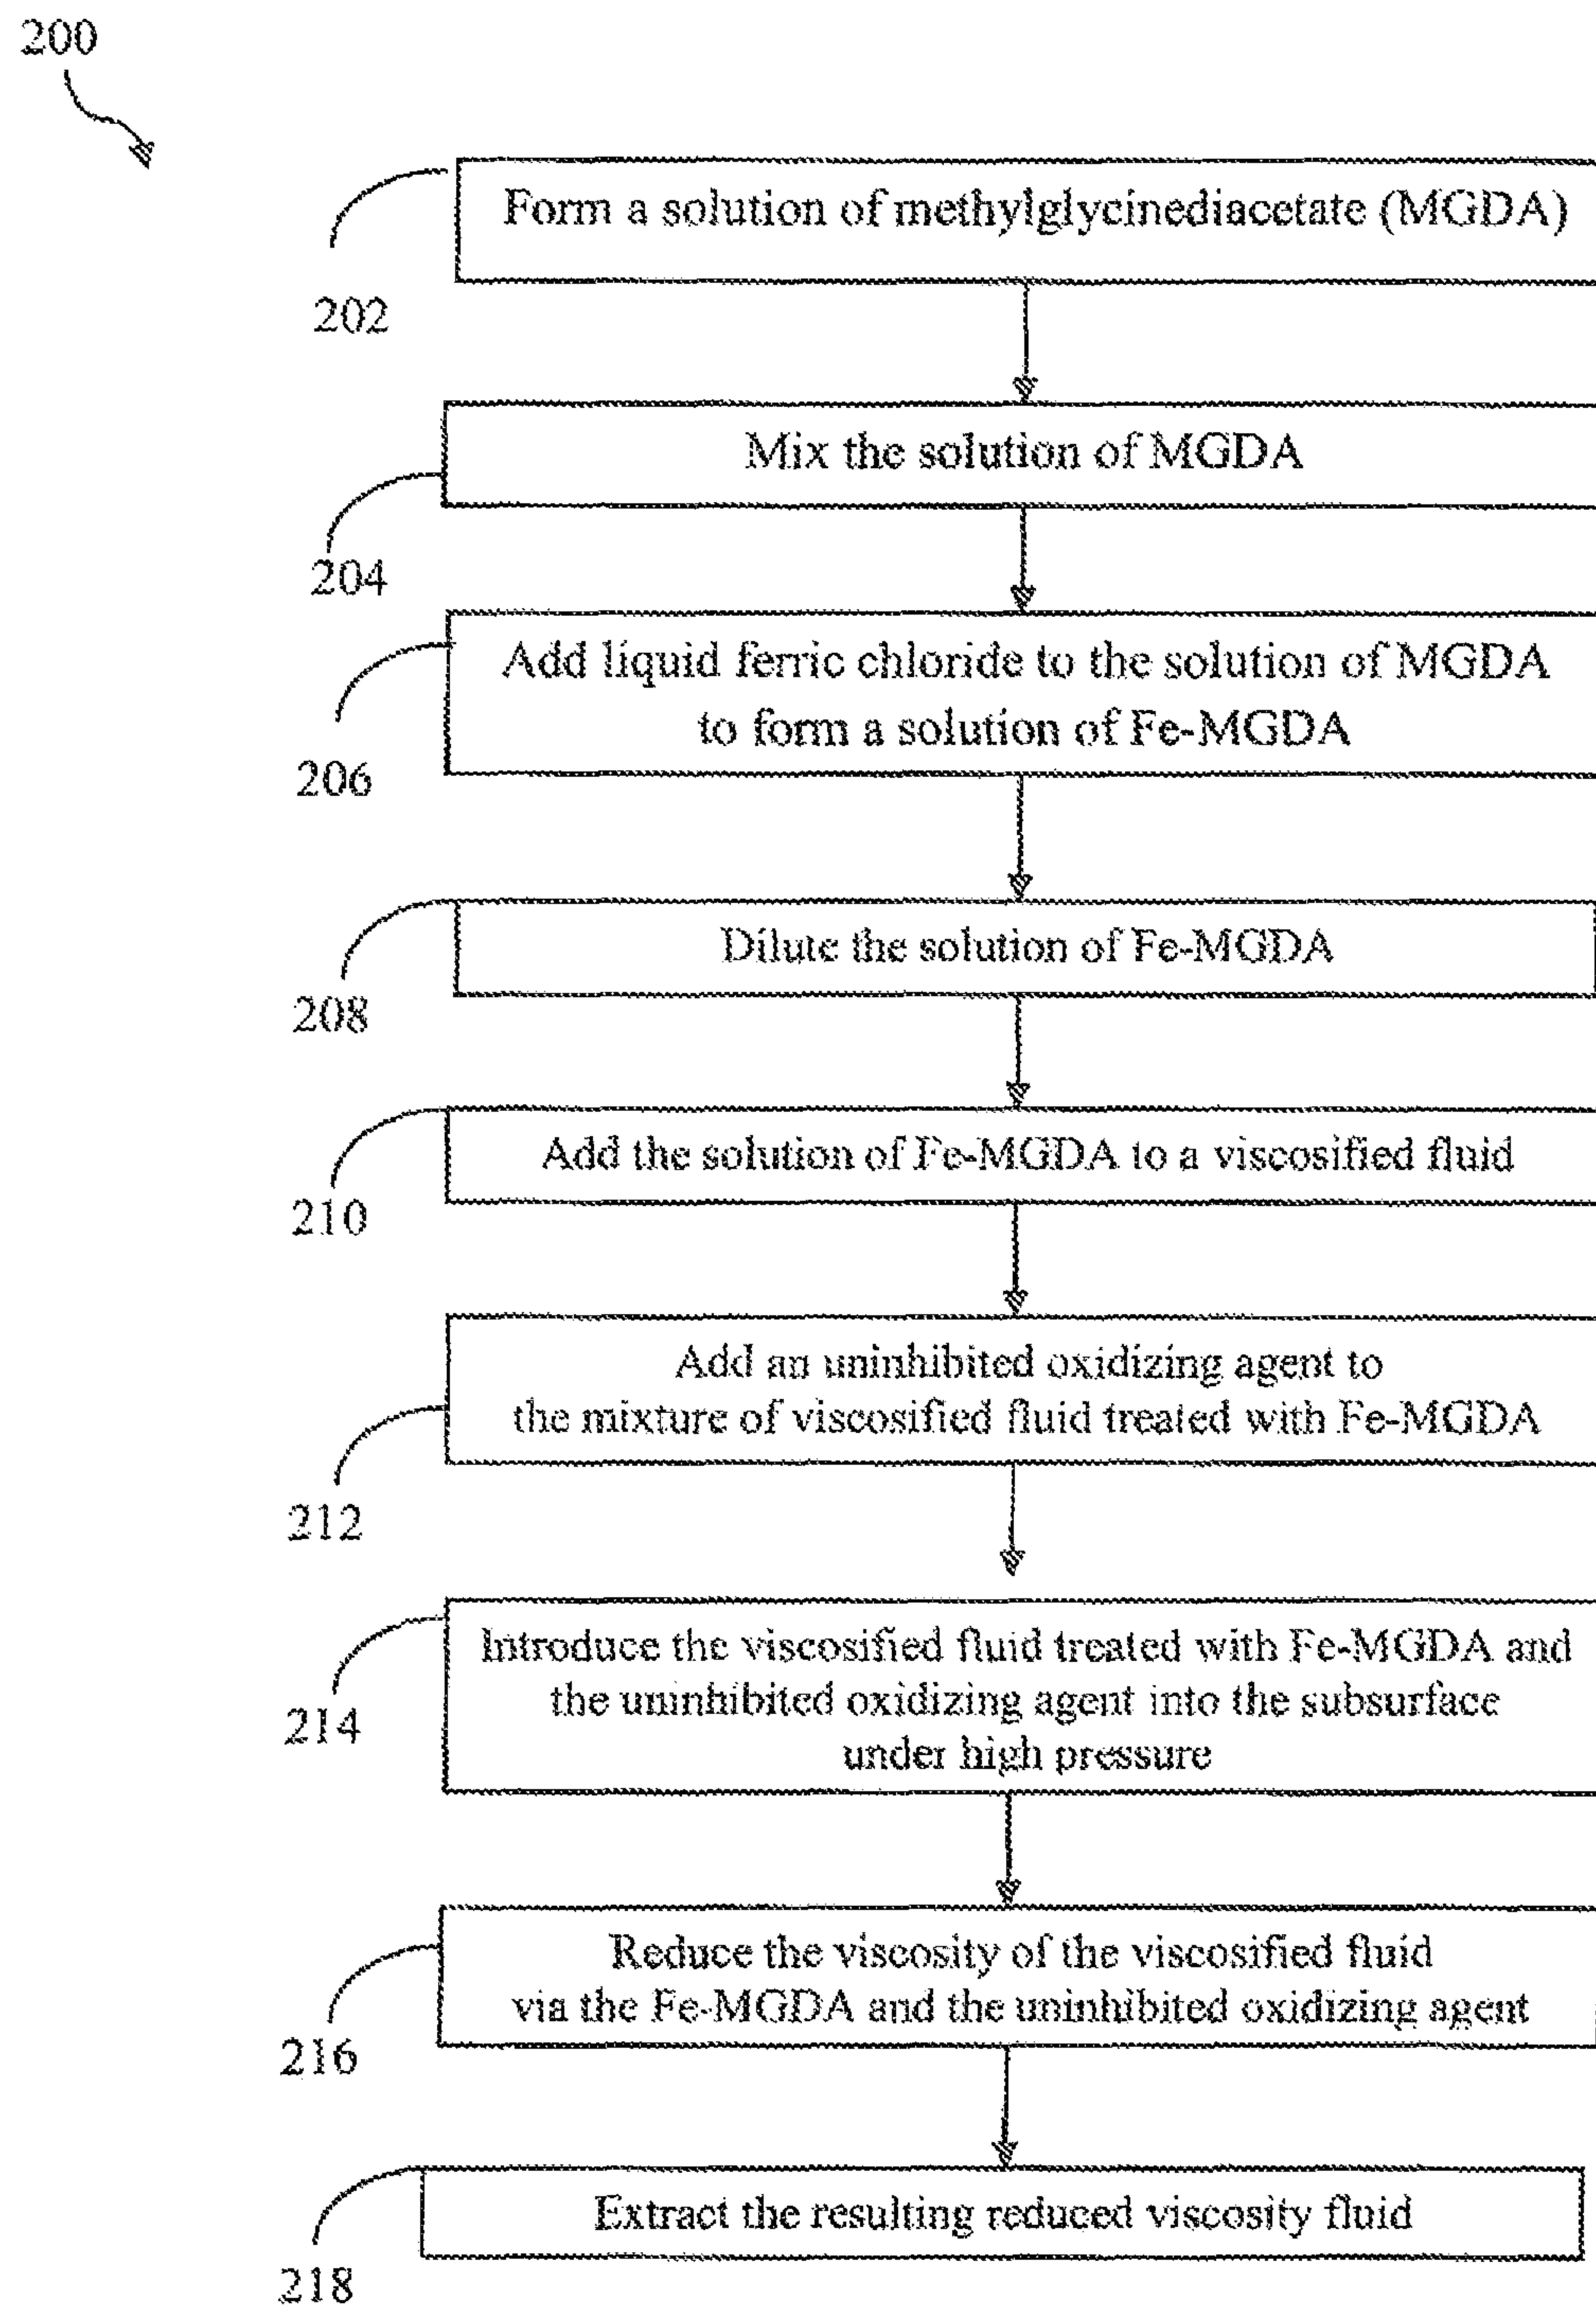 200
Form a solution of methylglycinediacetate (MGDA)
202
Mix the solution of MGDA
204
Add liquid ferric chloride to the solution of MGDA
to form a solution of Fe-MGDA
206
Dilute the solution of Fe-MGDA
208
Add the solution of Fe-MGDA to a viscosified fluid
210
Add an uninhibited oxidizing agent to
the mixture of viscosified fluid treated with Fe-MGDA
212
Introduce the viscosified fluid treated with Fe-MGDA and
the uninhibited oxidizing agent into the subsurface
under high pressure
214
Reduce the viscosity of the viscosified fluid
via the Fe-MGDA and the uninhibited oxidizing agent
216
Extract the resulting reduced viscosity fluid
218